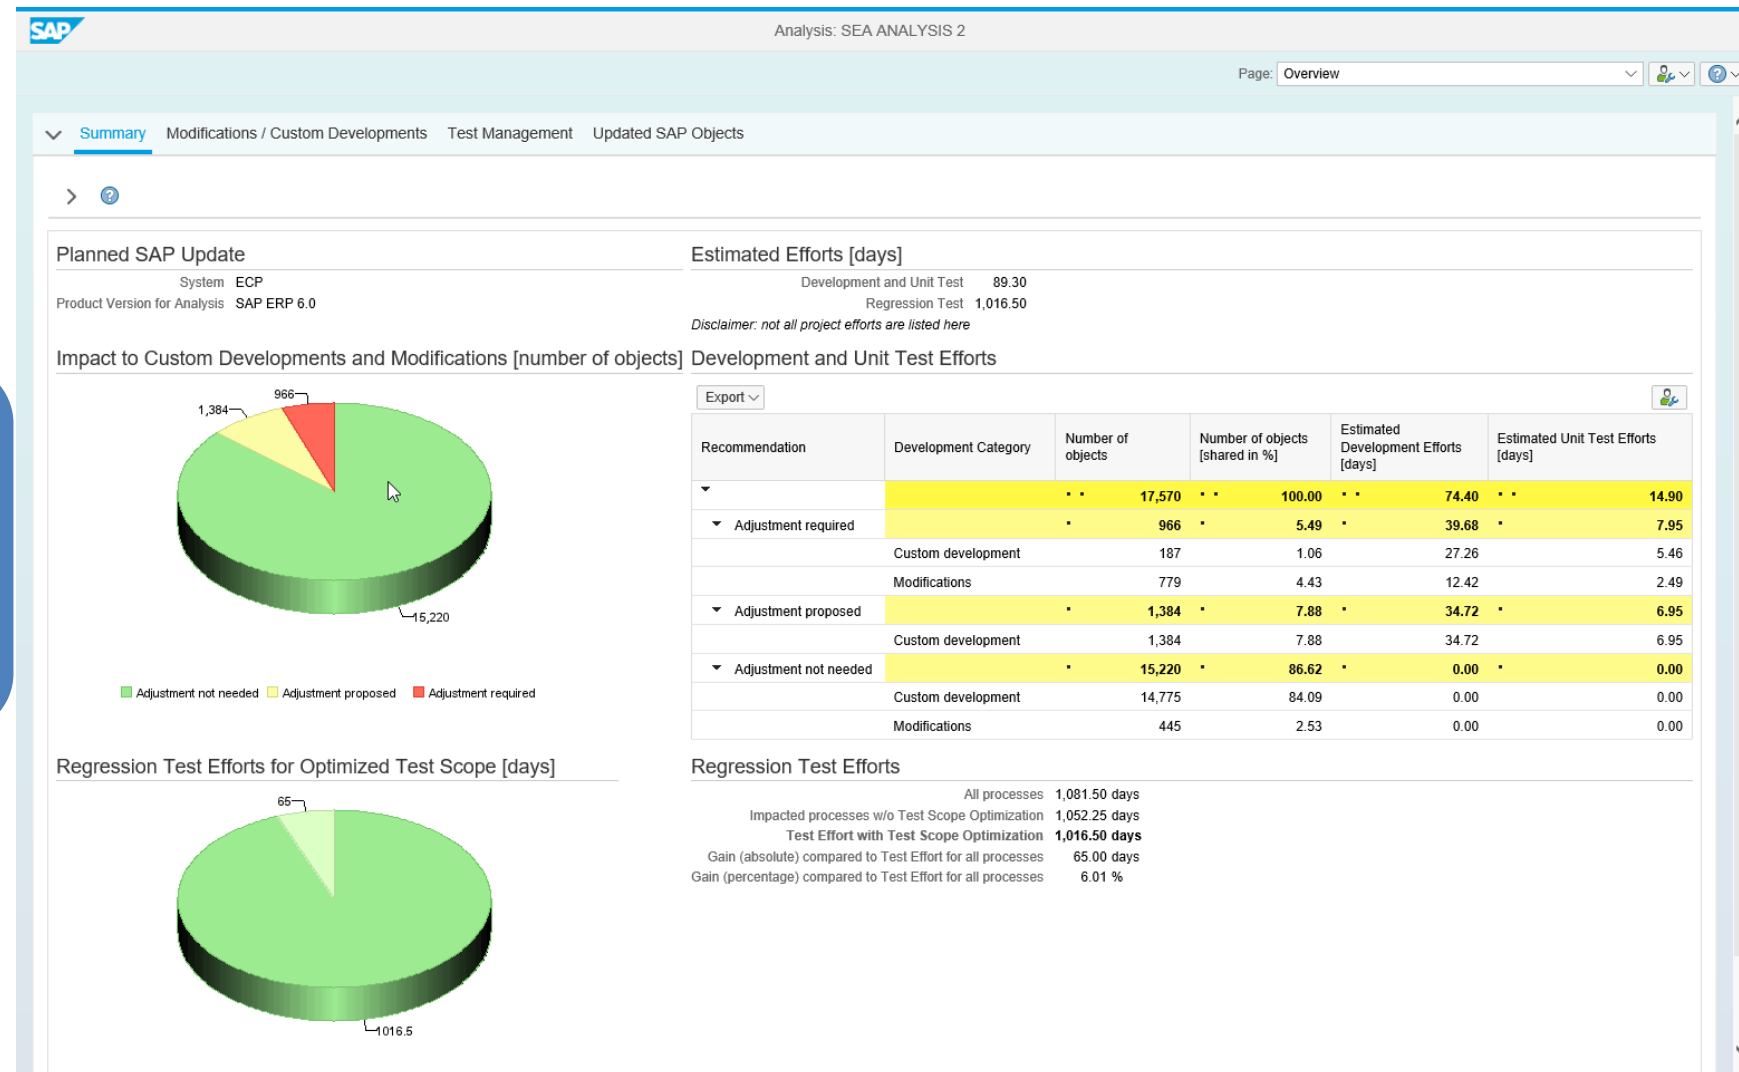 SAP
Analysis: SEA ANALYSIS 2
Page: Overview
Summary Modifications / Custom Developments Test Management Updated SAP Objects
Planned SAP Update
System ECP
Product Version for Analysis SAP ERP 6.0
Estimated Efforts [days]
Development and Unit Test 89.30
Regression Test 1,016.50
Disclaimer: not all project efforts are listed here
Impact to Custom Developments and Modifications [number of objects]
966
1,384
15,220
Adjustment not needed Adjustment proposed Adjustment required
Development and Unit Test Efforts
Export
Recommendation Development Category Number of objects Number of objects [shared in %] Estimated Development Efforts [days] Estimated Unit Test Efforts [days]
17,570 100.00 74.40 14.90
Adjustment required 966 5.49 39.68 7.95
Custom development 187 1.06 27.26 5.46
Modifications 779 4.43 12.42 2.49
Adjustment proposed 1,384 7.88 34.72 6.95
Custom development 1,384 7.88 34.72 6.95
Adjustment not needed 15,220 86.62 0.00 0.00
Custom development 14,775 84.09 0.00 0.00
Modifications 445 2.53 0.00 0.00
Regression Test Efforts for Optimized Test Scope [days]
65
1016.5
Regression Test Efforts
All processes 1,081.50 days
Impacted processes w/o Test Scope Optimization 1,052.25 days
Test Effort with Test Scope Optimization 1,016.50 days
Gain (absolute) compared to Test Effort for all processes 65.00 days
Gain (percentage) compared to Test Effort for all processes 6.01 %